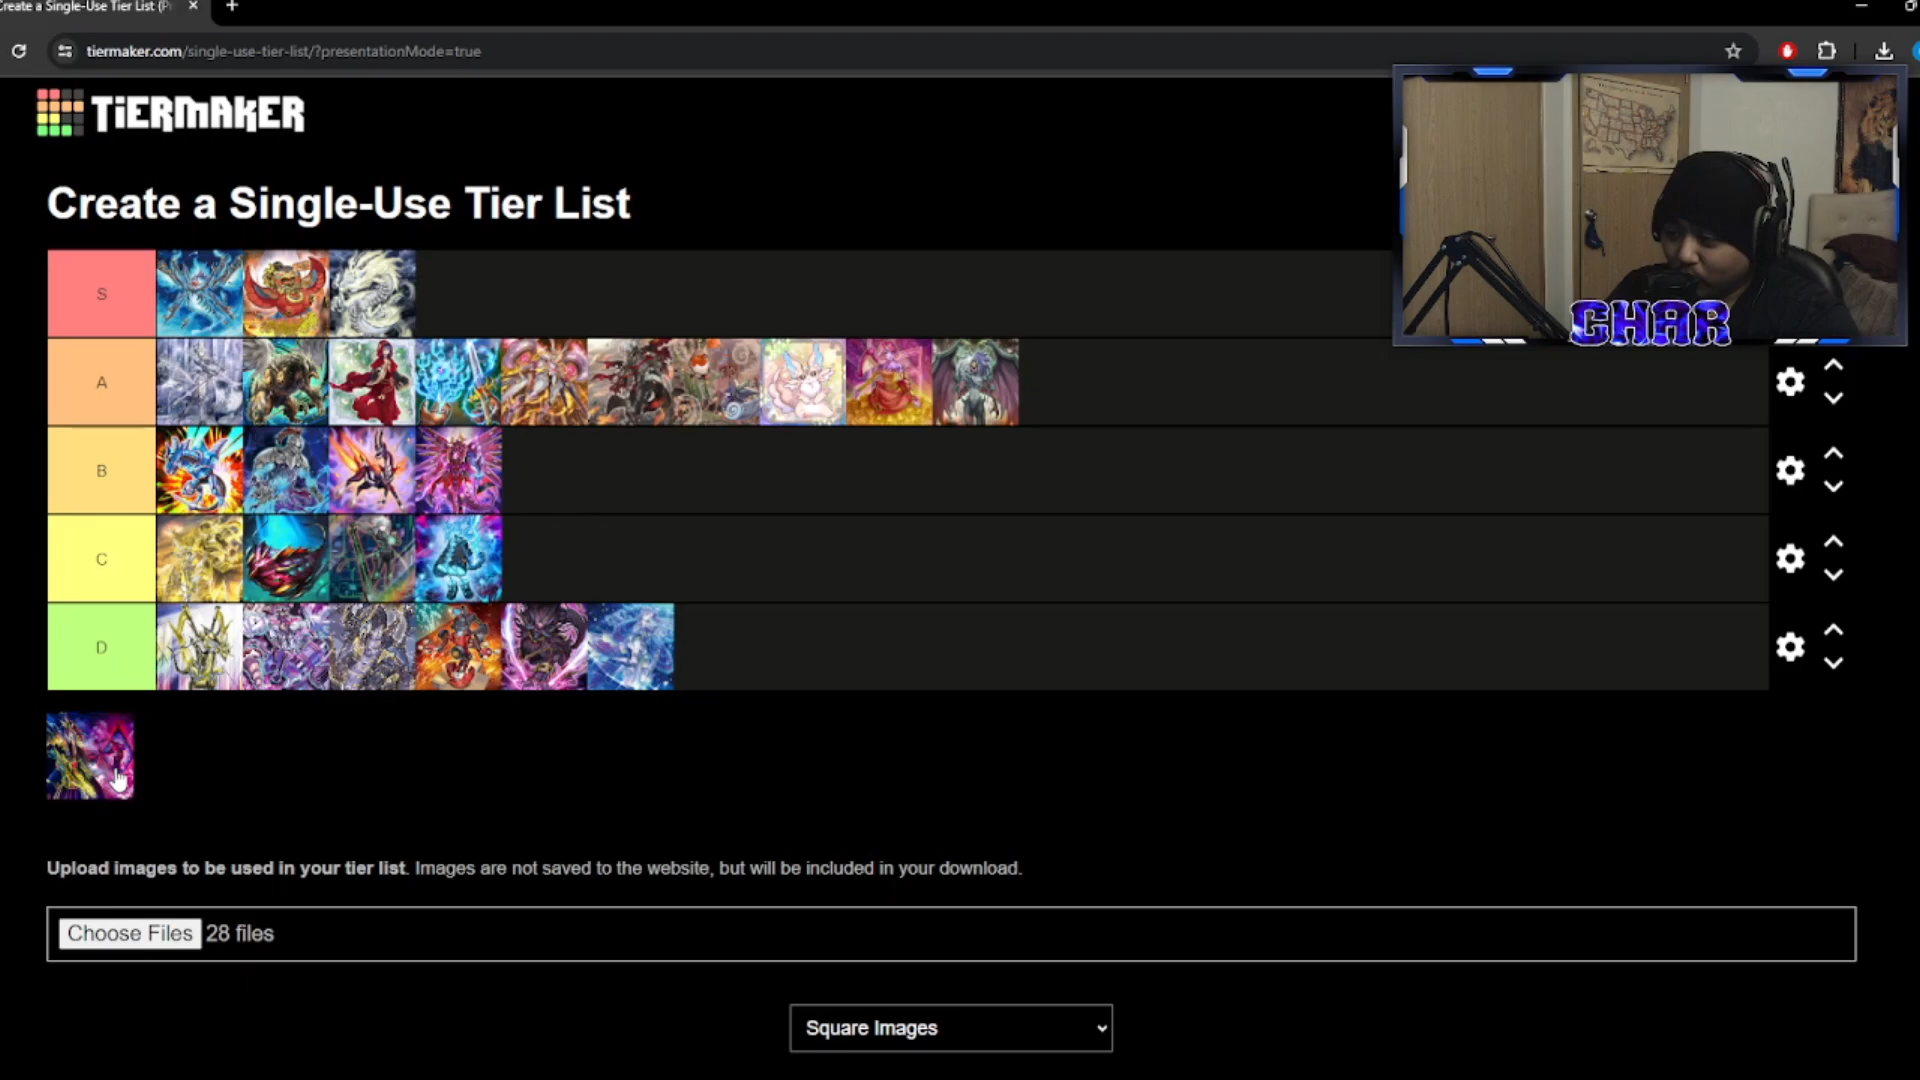 Create a Single-Use Tier List (P
tiermaker.com/single-use-tier-list/?presentationMode=true
TIERMAKER
Create a Single-Use Tier List
S
A
B
C
D
CHAR
Upload images to be used in your tier list. Images are not saved to the website, but will be included in your download.
Choose Files 28 files
Square Images